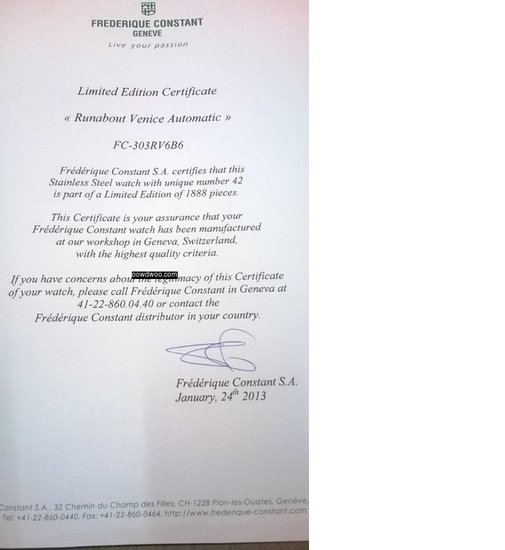 FREDERIQUE CONSTANT
GENEVE
Live your passion
Limited Edition Certificate
« Runabout Venice Automatic »
FC-303RV6B6
Frédérique Constant S.A. certifies that this
Stainless Steel watch with unique number 42
is part of a Limited Edition of 1888 pieces.
This Certificate is your assurance that your
Frédérique Constant watch has been manufactured
at our workshop in Geneva, Switzerland,
with the highest quality criteria.
If you have concerns about the legitimacy of this Certificate
of your watch, please call Frédérique Constant in Geneva at
41-22-860.04.40 or contact the
Frédérique Constant distributor in your country.
Frédérique Constant S.A.
January, 24th 2013
Constant S.A., 32 Chemin du Champ des Filles, CH-1228 Plan-les-Ouates, Genève,
Tel: +41-22-860-0440, Fax: +41-22-860-0464, http://www.frederique-constant.com